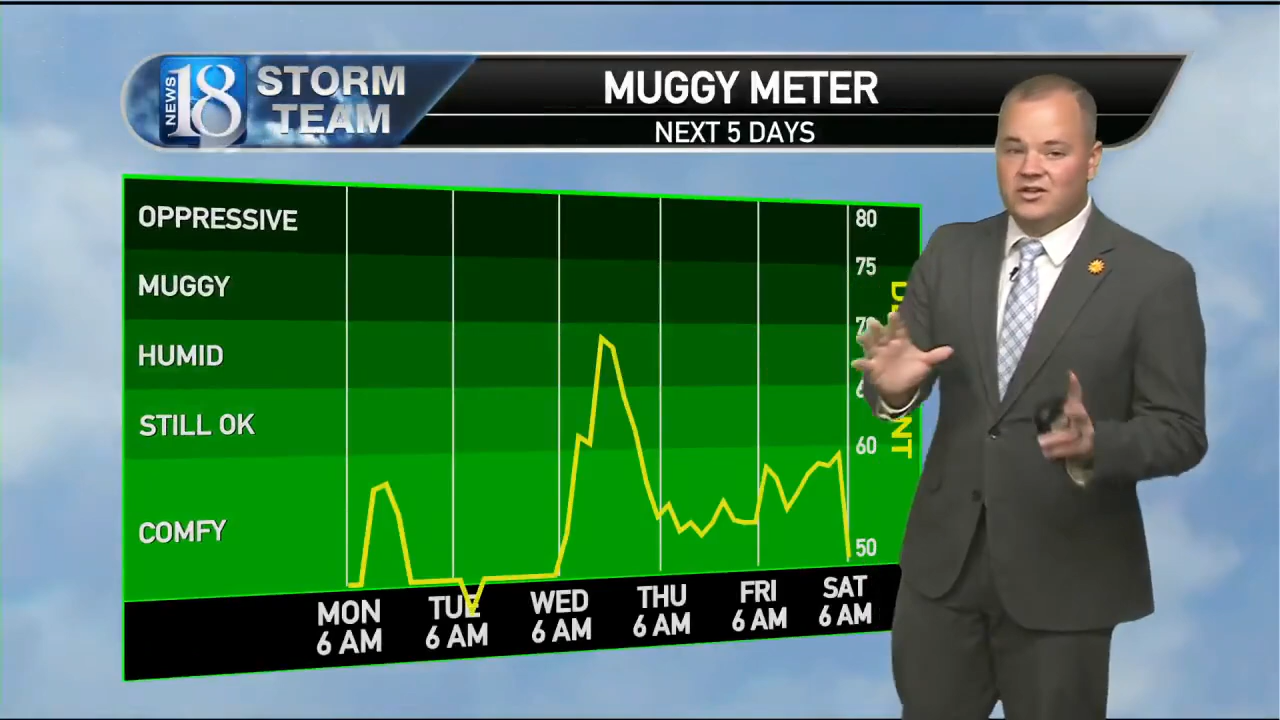 NEWS 18
STORM TEAM
MUGGY METER
NEXT 5 DAYS
OPPRESSIVE
MUGGY
HUMID
STILL OK
COMFY
80
75
60
50
MON
6 AM
TUE
6 AM
WED
6 AM
THU
6 AM
FRI
6 AM
SAT
6 AM